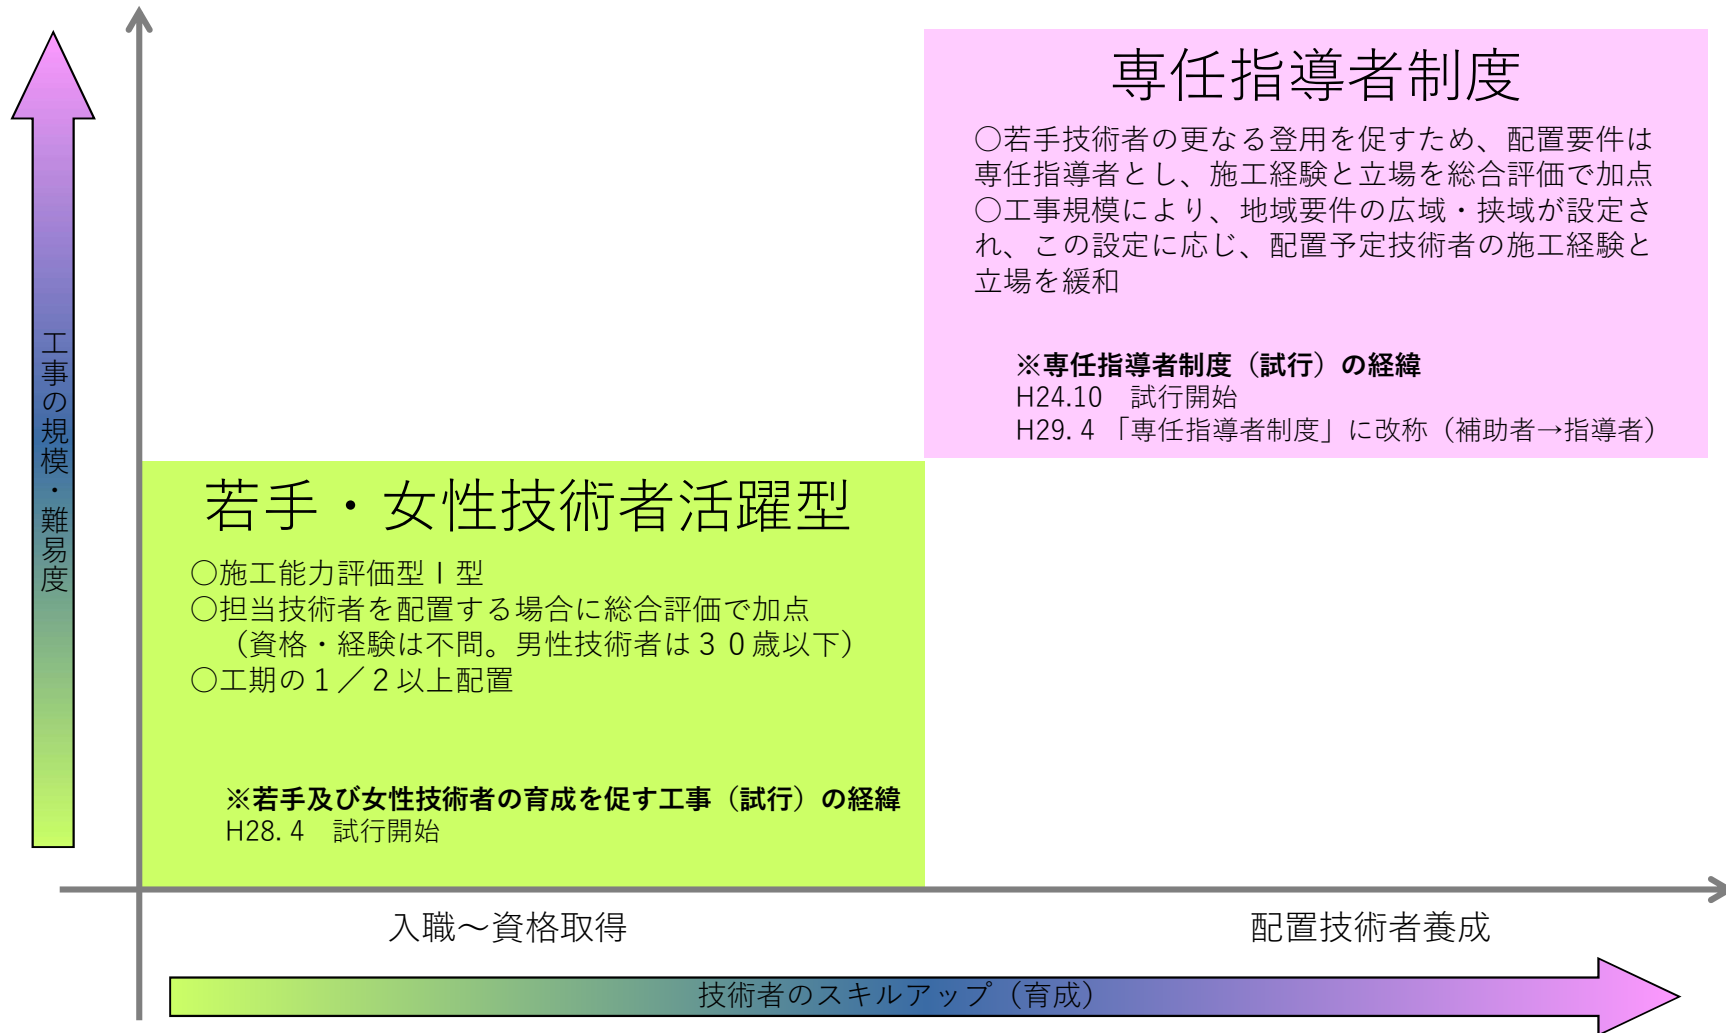 専任指導者制度
○若手技術者の更なる登用を促すため、配置要件は
専任指導者とし、施工経験と立場を総合評価で加点
○工事規模により、地域要件の広域・挟域が設定さ
れ、この設定に応じ、配置予定技術者の施工経験と
立場を緩和
※専任指導者制度（試行）の経緯
H24.10　試行開始
H29. 4 「専任指導者制度」に改称（補助者→指導者）
工事の規模・難易度
若手・女性技術者活躍型
○施工能力評価型Ⅰ型
○担当技術者を配置する場合に総合評価で加点
（資格・経験は不問。男性技術者は３０歳以下）
○工期の１／２以上配置
※若手及び女性技術者の育成を促す工事（試行）の経緯
H28. 4　試行開始
入職～資格取得
配置技術者養成
技術者のスキルアップ（育成）